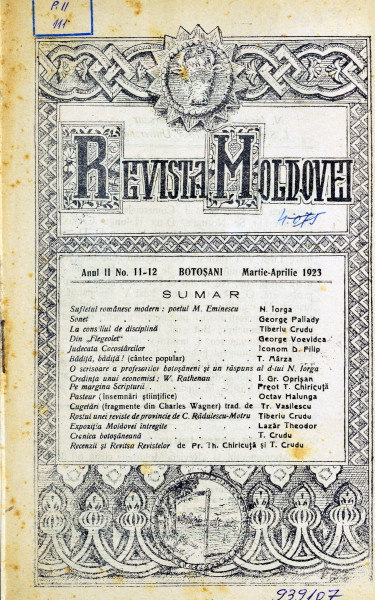 P.II
111
REVISTA MOLDOVEI
4.075
Anul II No. 11-12 BOTOȘANI Martie-Aprilie 1923
SUMAR
Sufletul românesc modern : poetul M. Eminescu N. Iorga
Sonet . . . . . . . George Pallady
La consiliul de disciplină . . . . Tiberiu Crudu
Din „Flegeolet“ . . . . . George Voevidca
Judecata Cocostârcilor . . . . Iconom D. Filip
Bădiță, bădiță ! (cântec popular) . . . T. Mârza
O scrisoare a profesorilor botoșăneni și un răspuns al d-lui N. Iorga
Credința unui economist : W. Rathenau . . I. Gr. Oprișan
Pe margina Scripturii . . . . . Preot T. Chiricuță
Pasteur (însemnări științifice) . . . Octav Halunga
Cugetări (fragmente din Charles Wagner) trad. de Tr. Vasilescu
Rostul unei reviste de provincie de C. Rădulescu-Motru Tiberiu Crudu
Expoziția Moldovei întregite . . . . Lazăr Theodor
Cronica botoșăneană . . . . . T. Crudu
Recenzii și Revitsa Revistelor de Pr. Th. Chiricuță și T. Crudu
939/07